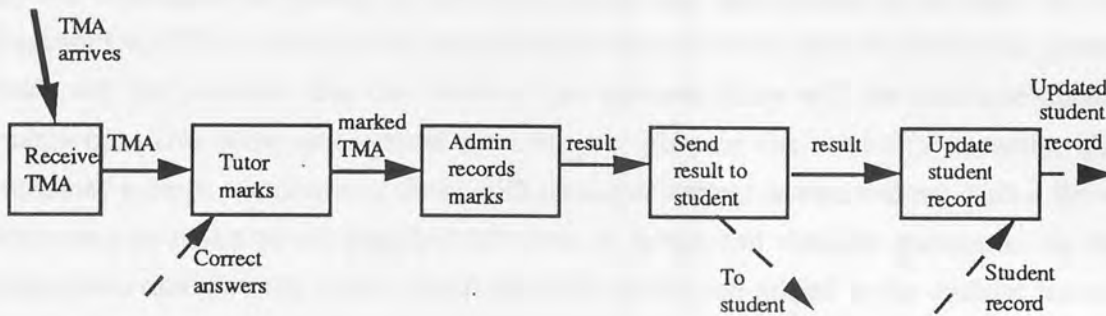 TMA
arrives
Receive
TMA
TMA
Tutor
marks
Correct
answers
marked
TMA
Admin
records
marks
result
Send
result to
student
To
student
result
Update
student
record
Updated
student
record
Student
record